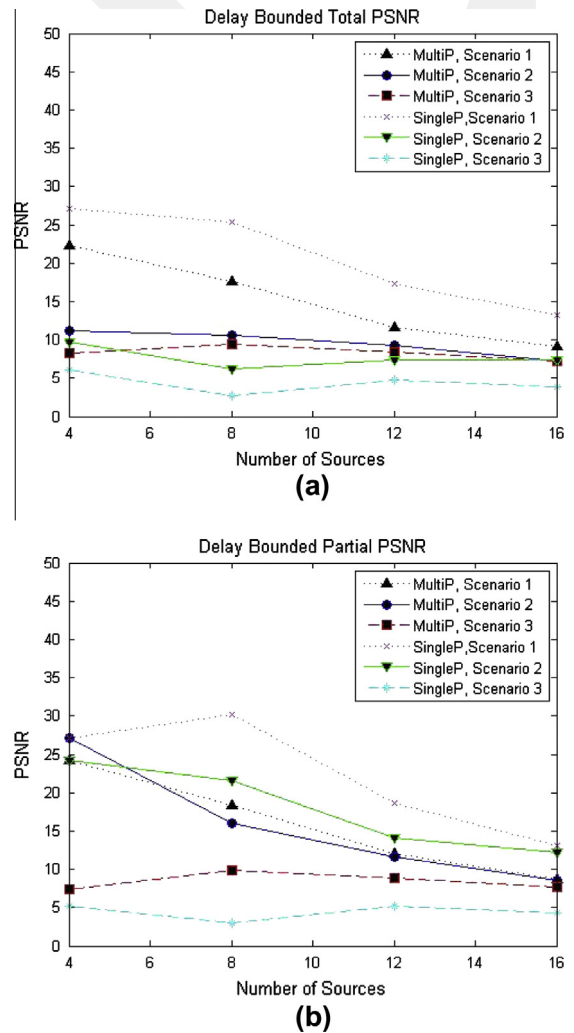 Delay Bounded Total PSNR
50
45
40
35
30
25
20
15
10
5
0
PSNR
MultiP, Scenario 1
MultiP, Scenario 2
MultiP, Scenario 3
SingleP,Scenario 1
SingleP, Scenario 2
SingleP, Scenario 3
4 6 8 10 12 14 16
Number of Sources
(a)
Delay Bounded Partial PSNR
50
45
40
35
30
25
20
15
10
5
0
PSNR
MultiP, Scenario 1
MultiP, Scenario 2
MultiP, Scenario 3
SingleP,Scenario 1
SingleP, Scenario 2
SingleP, Scenario 3
4 6 8 10 12 14 16
Number of Sources
(b)